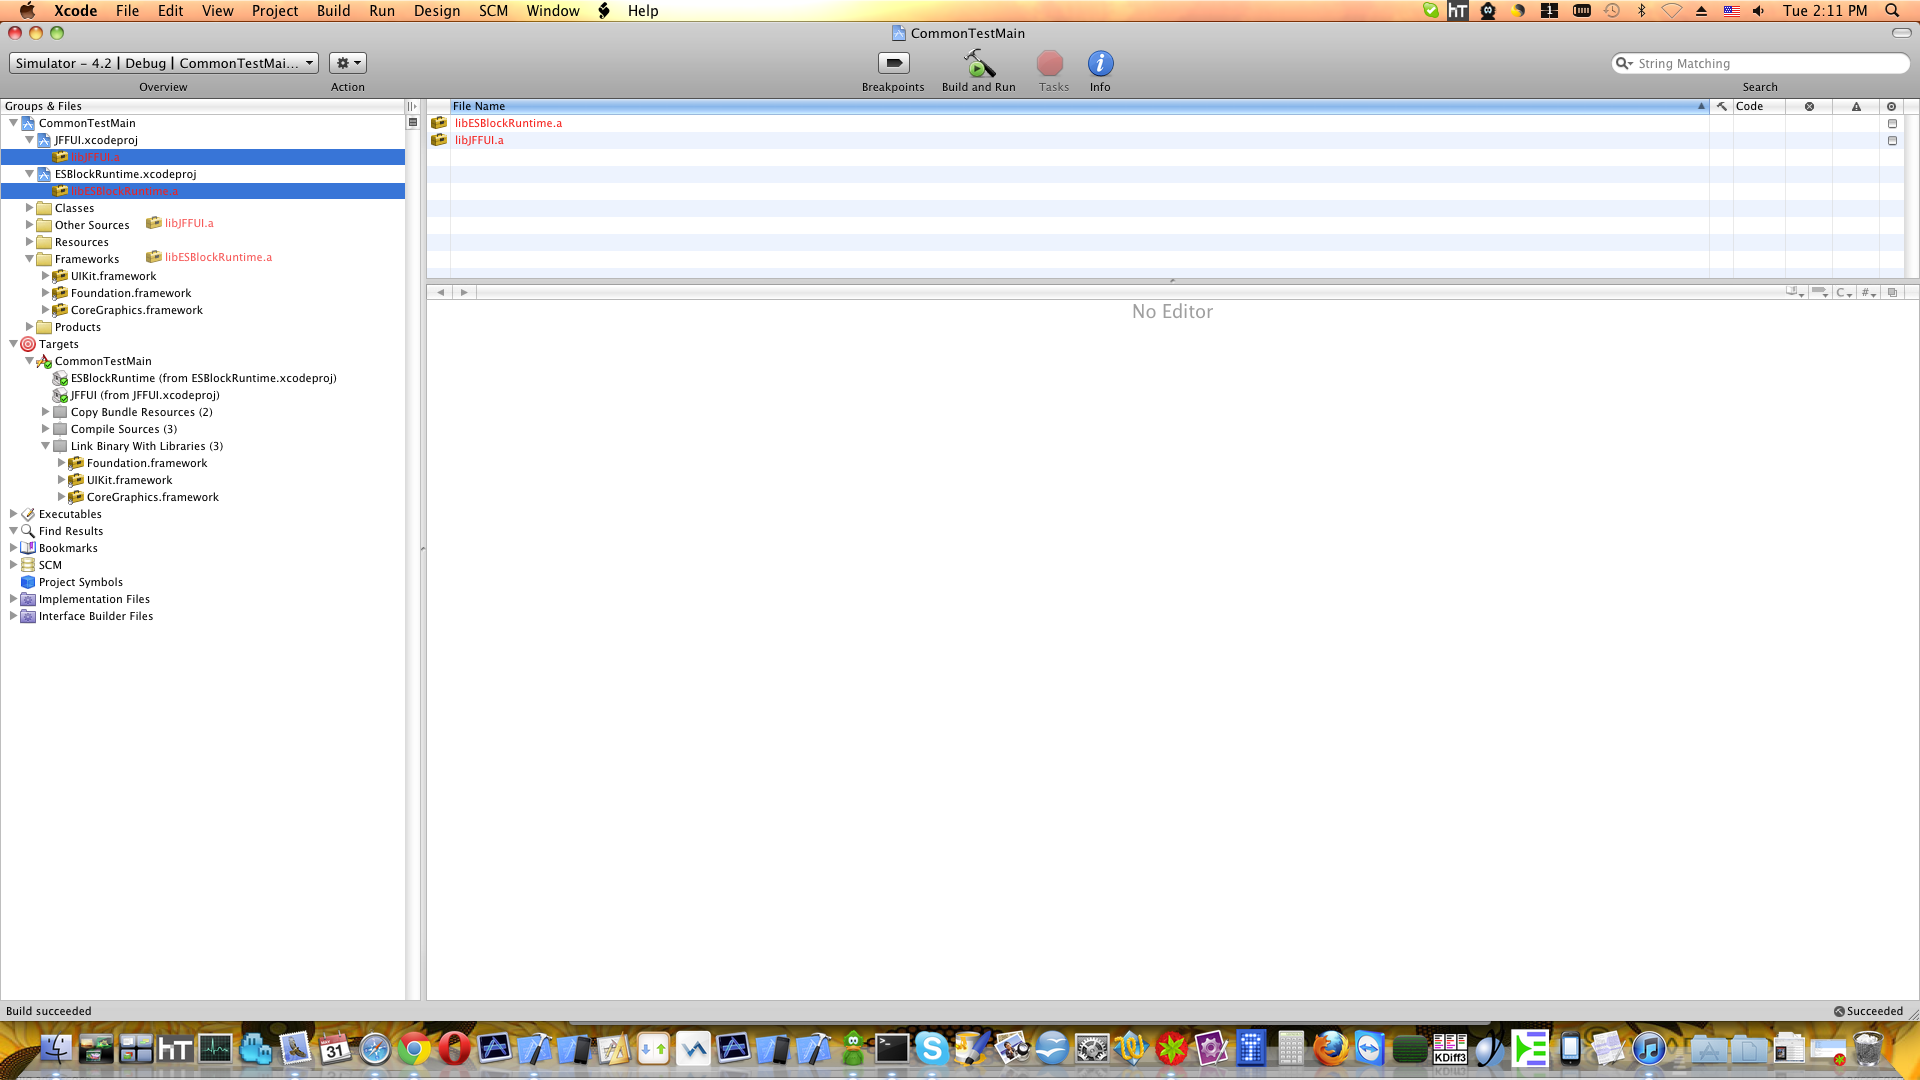 Xcode File Edit View Project Build Run Design SCM Window Help
hT
1
Tue 2:11 PM
CommonTestMain
Simulator - 4.2 | Debug | CommonTestMai...
String Matching
Overview
Action
Breakpoints
Build and Run
Tasks
Info
Search
Groups & Files
File Name
Code
CommonTestMain
JFFUI.xcodeproj
libJFFUI.a
ESBlockRuntime.xcodeproj
libESBlockRuntime.a
Classes
Other Sources
libJFFUI.a
Resources
Frameworks
libESBlockRuntime.a
UIKit.framework
Foundation.framework
CoreGraphics.framework
Products
Targets
CommonTestMain
ESBlockRuntime (from ESBlockRuntime.xcodeproj)
JFFUI (from JFFUI.xcodeproj)
Copy Bundle Resources (2)
Compile Sources (3)
Link Binary With Libraries (3)
Foundation.framework
UIKit.framework
CoreGraphics.framework
Executables
Find Results
Bookmarks
SCM
Project Symbols
Implementation Files
Interface Builder Files
libESBlockRuntime.a
libJFFUI.a
C
#
No Editor
Build succeeded
Succeeded
hT
31
KDiff3